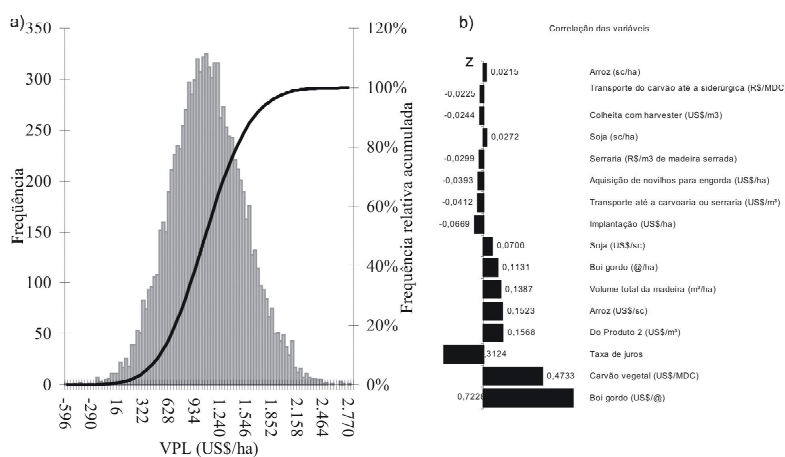 a)
350
300
250
200
150
100
50
0
Freqüência
120%
100%
80%
60%
40%
20%
0%
Frequência relativa acumulada
-596
-290
16
322
628
934
1.240
1.546
1.852
2.158
2.464
2.770
VPL (US$/ha)
b)
Correlação das variáveis
Z
0,0215 Arroz (sc/ha)
-0,0225 Transporte do carvão até a siderúrgica (R$/MDC
-0,0244 Colheita com harvester (US$/m3)
0,0272 Soja (sc/ha)
-0,0299 Serraria (R$/m3 de madeira serrada)
-0,0393 Aquisição de novilhos para engorda (US$/ha)
-0,0412 Transporte até a carvoaria ou serraria (US$/m³)
-0,0669 Implantação (US$/ha)
0,0706 Soja (US$/sc)
0,1131 Boi gordo (@/ha)
0,1387 Volume total da madeira (m³/ha)
0,1523 Arroz (US$/sc)
0,1568 Do Produto 2 (US$/m³)
,3124 Taxa de juros
0,4733 Carvão vegetal (US$/MDC)
0,7228 Boi gordo (US$/@)